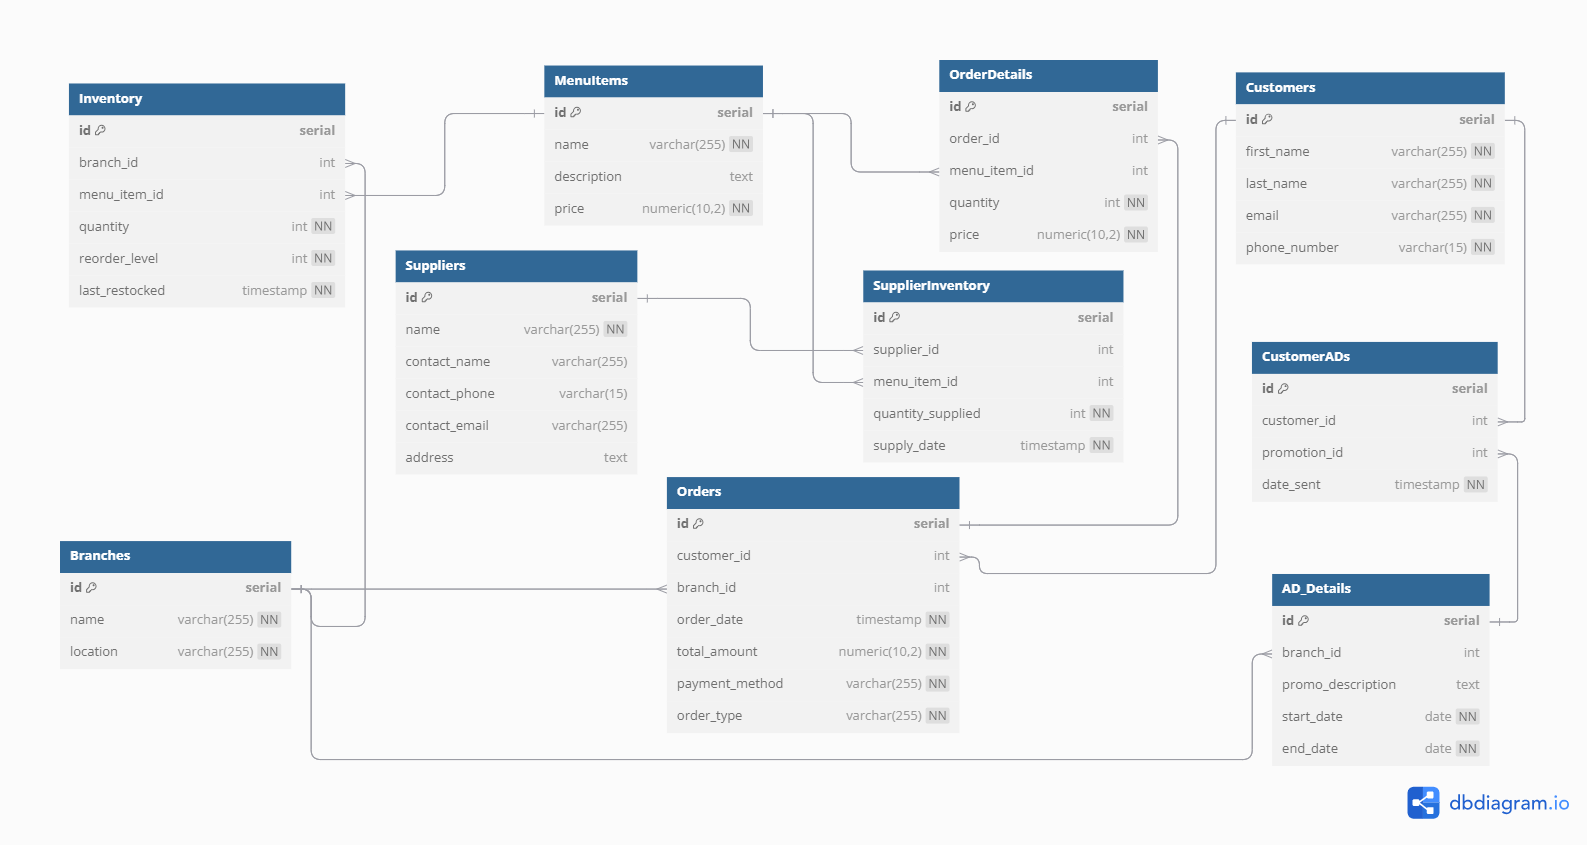 Inventory
id serial
branch_id int
menu_item_id int
quantity int NN
reorder_level int NN
last_restocked timestamp NN
MenuItems
id serial
name varchar(255) NN
description text
price numeric(10,2) NN
OrderDetails
id serial
order_id int
menu_item_id int
quantity int NN
price numeric(10,2) NN
Customers
id serial
first_name varchar(255) NN
last_name varchar(255) NN
email varchar(255) NN
phone_number varchar(15) NN
Suppliers
id serial
name varchar(255) NN
contact_name varchar(255)
contact_phone varchar(15)
contact_email varchar(255)
address text
SupplierInventory
id serial
supplier_id int
menu_item_id int
quantity_supplied int NN
supply_date timestamp NN
CustomerADs
id serial
customer_id int
promotion_id int
date_sent timestamp NN
Orders
id serial
customer_id int
branch_id int
order_date timestamp NN
total_amount numeric(10,2) NN
payment_method varchar(255) NN
order_type varchar(255) NN
Branches
id serial
name varchar(255) NN
location varchar(255) NN
AD_Details
id serial
branch_id int
promo_description text
start_date date NN
end_date date NN
dbdiagram.io